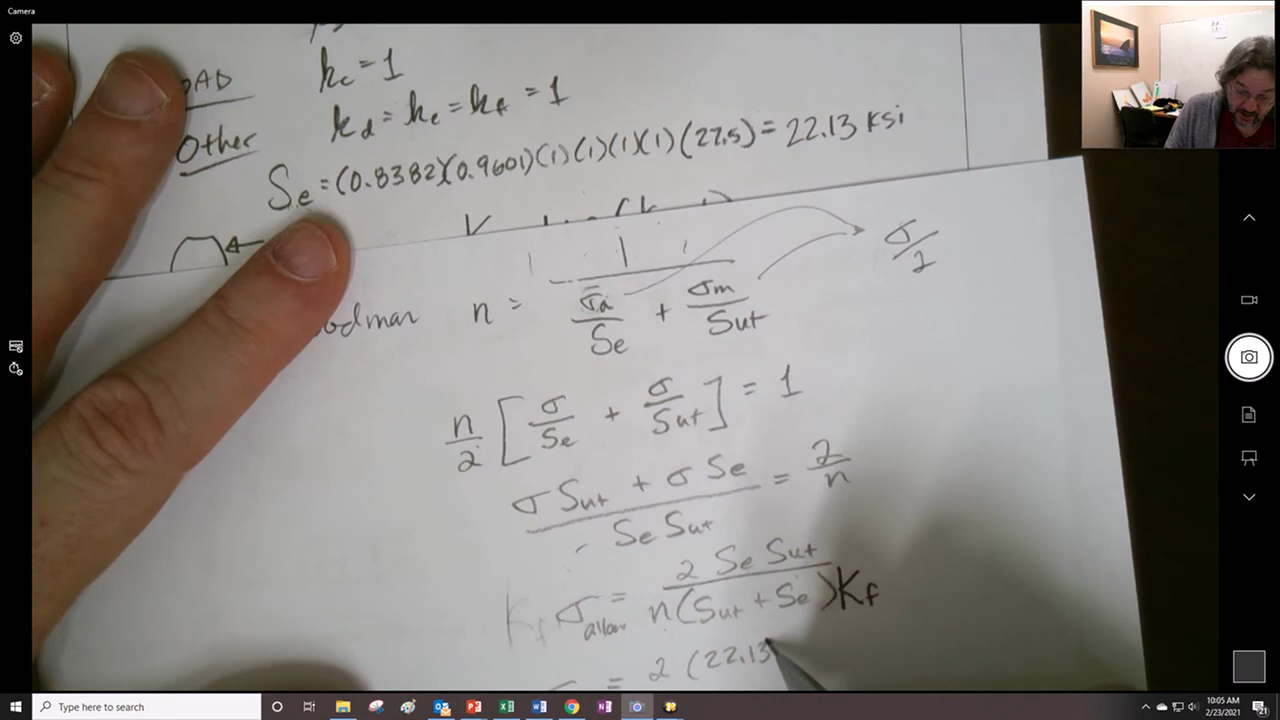 Camera
OAD
kc = 1
Other
kd = ke = kf = 1
Se = (0.8382)(0.9601)(1)(1)(1)(1)(27.5) = 22.13 ksi
odman n = 1 / (σa/Se + σm/Sut) σ/2
n/2 [σ/Se + σ/Sut] = 1
(σ Sut + σ Se) / (Se Sut) = 2/n
Kf σallow = 2 Se Sut / n(Sut + Se)Kf
= 2 (22.13
Type here to search
10:05 AM
2/23/2021
21